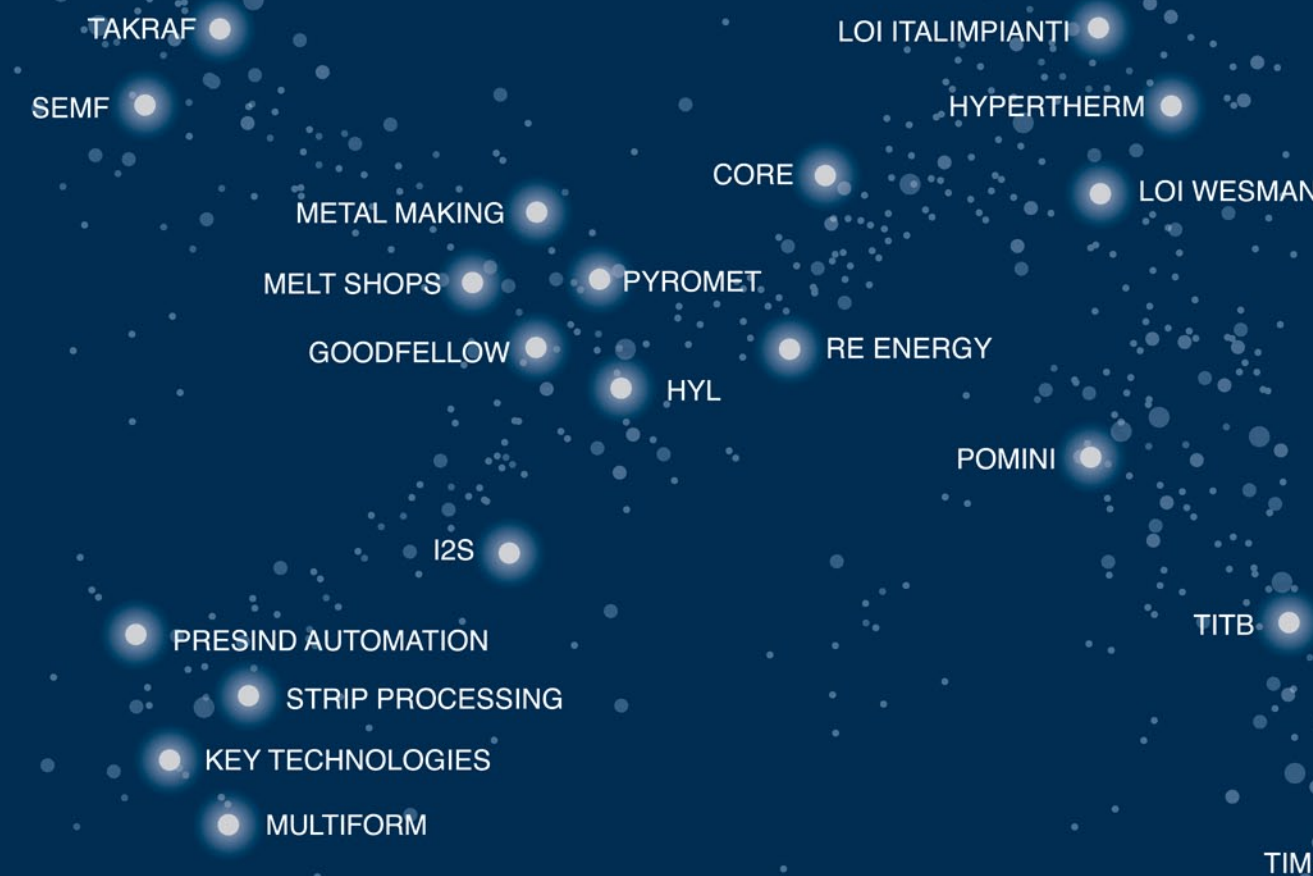 TAKRAF
LOI ITALIMPIANTI
SEMF
HYPERTHERM
CORE
LOI WESMAN
METAL MAKING
MELT SHOPS
PYROMET
GOODFELLOW
RE ENERGY
HYL
POMINI
I2S
TITB
PRESIND AUTOMATION
STRIP PROCESSING
KEY TECHNOLOGIES
MULTIFORM
TIM